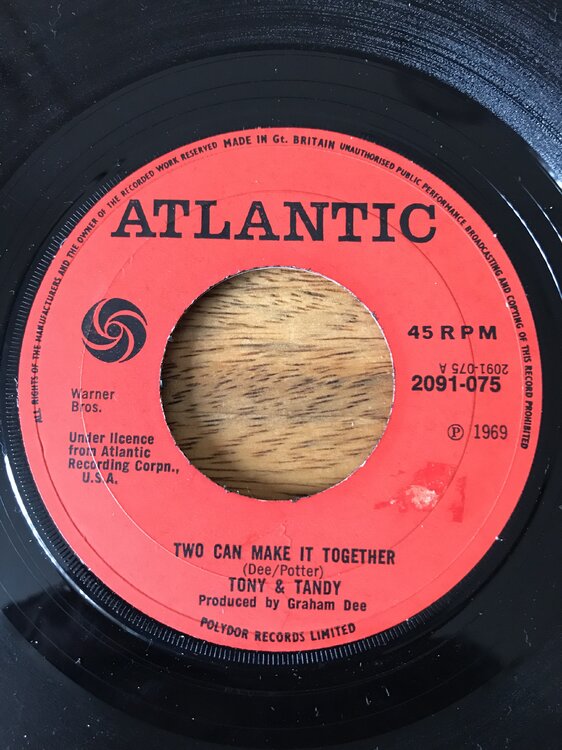 ALL RIGHTS OF THE MANUFACTURERS AND THE OWNER OF THE RECORDED WORK RESERVED MADE IN Gt. BRITAIN UNAUTHORISED PUBLIC PERFORMANCE BROADCASTING AND COPYING OF THIS RECORD PROHIBITED
ATLANTIC
45 RPM
2091-075 A
2091-075
Warner
Bros.
Under licence
from Atlantic
Recording Corpn.,
U.S.A.
Ⓟ 1969
TWO CAN MAKE IT TOGETHER
(Dee/Potter)
TONY & TANDY
Produced by Graham Dee
POLYDOR RECORDS LIMITED